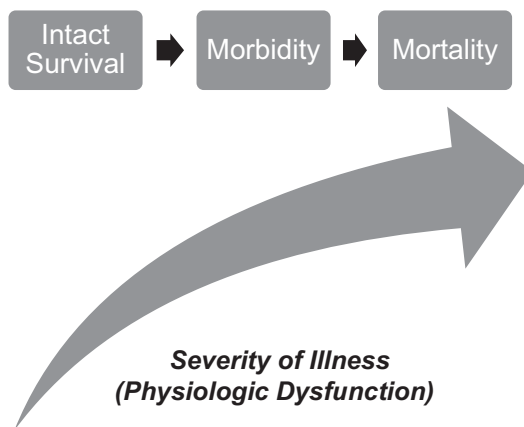 Intact
Survival
Morbidity
Mortality
Severity of Illness
(Physiologic Dysfunction)